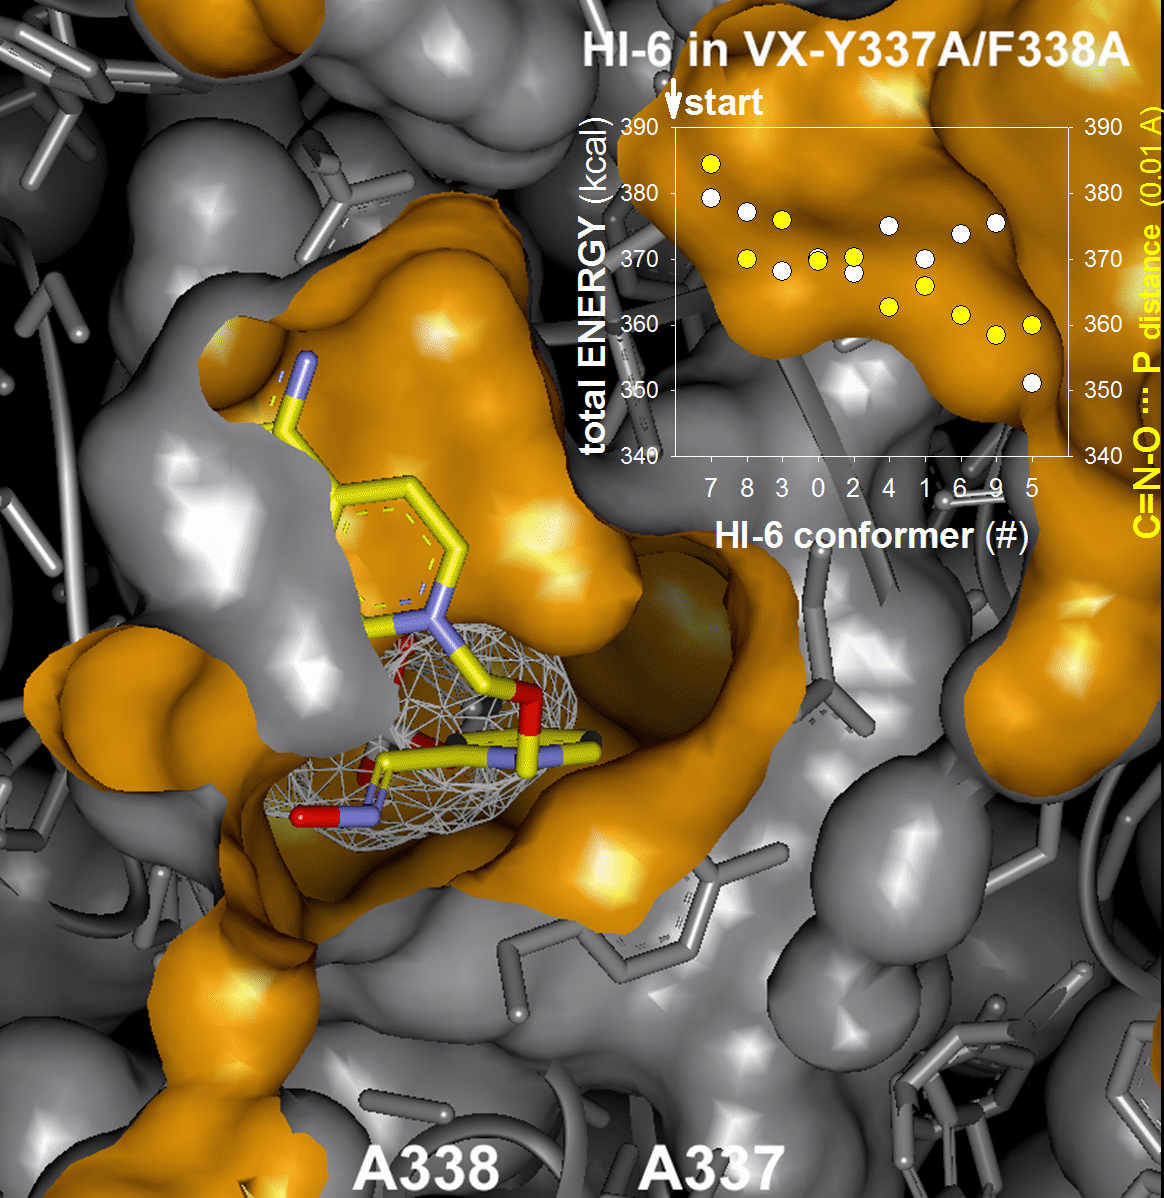 HI-6 in VX-Y337A/F338A
start
total ENERGY (kcal)
390 390
380 380
370 370
360 360
350 350
340 340
7 8 3 0 2 4 1 6 9 5
HI-6 conformer (#)
C=N-O ··· P distance (0.01 A)
A338 A337